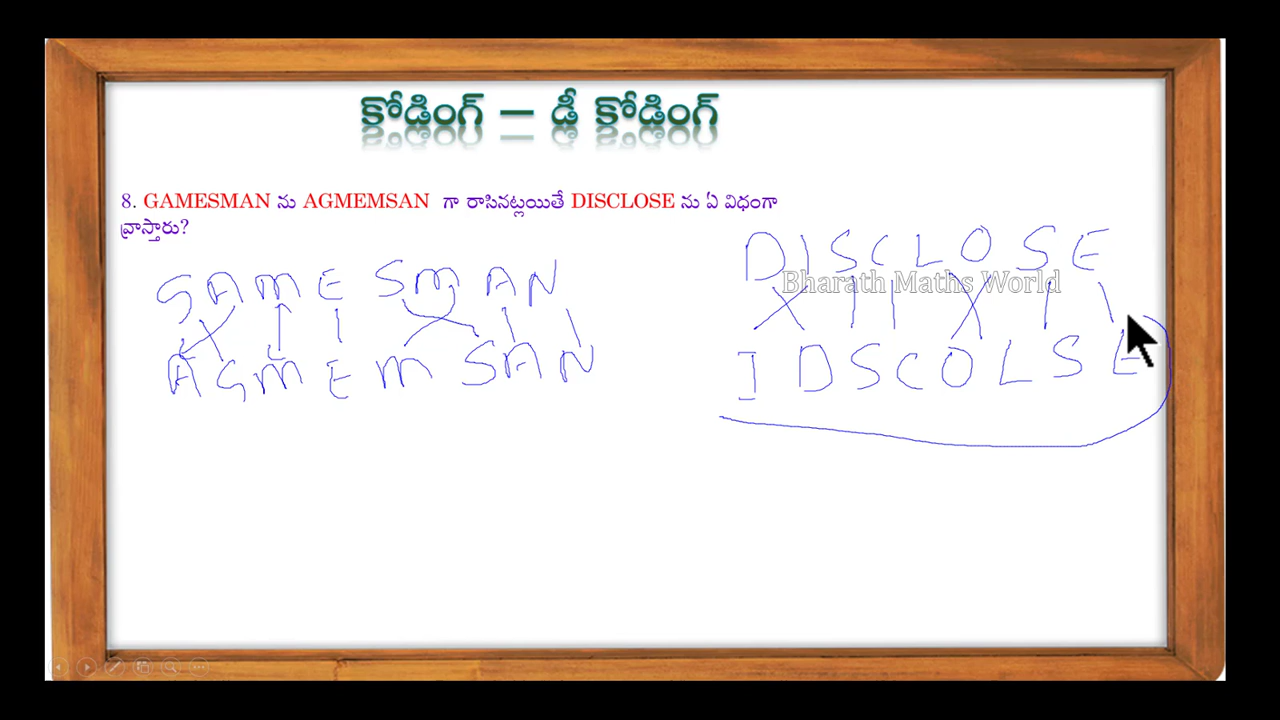 కోడింగ్ – డీ కోడింగ్
8. GAMESMAN ను AGMEMSAN గా రాసినట్లయితే DISCLOSE ను ఏ విధంగా
వ్రాస్తారు?
GAMESMAN
AGMEMSAN
DISCLOSE
Bharath Maths World
IDSCOLSE